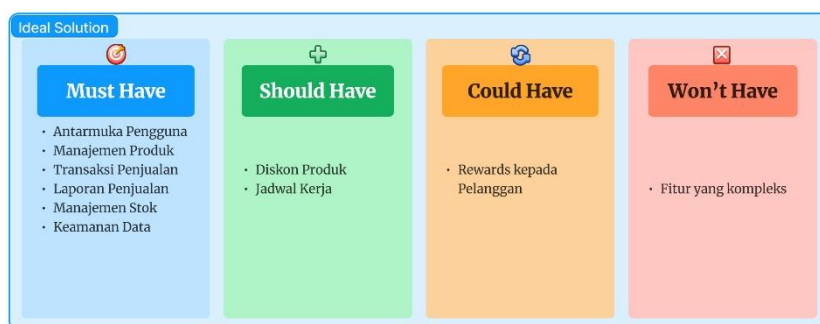 Ideal Solution
Must Have
• Antarmuka Pengguna
• Manajemen Produk
• Transaksi Penjualan
• Laporan Penjualan
• Manajemen Stok
• Keamanan Data
Should Have
• Diskon Produk
• Jadwal Kerja
Could Have
• Rewards kepada
Pelanggan
Won’t Have
• Fitur yang kompleks